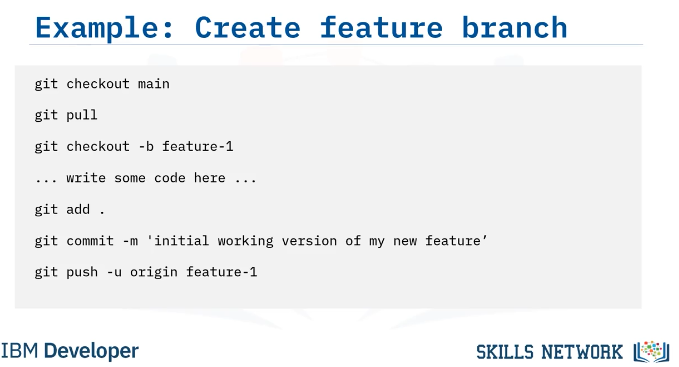 Example: Create feature branch
git checkout main
git pull
git checkout -b feature-1
... write some code here ...
git add .
git commit -m 'initial working version of my new feature’
git push -u origin feature-1
IBM Developer
SKILLS NETWORK